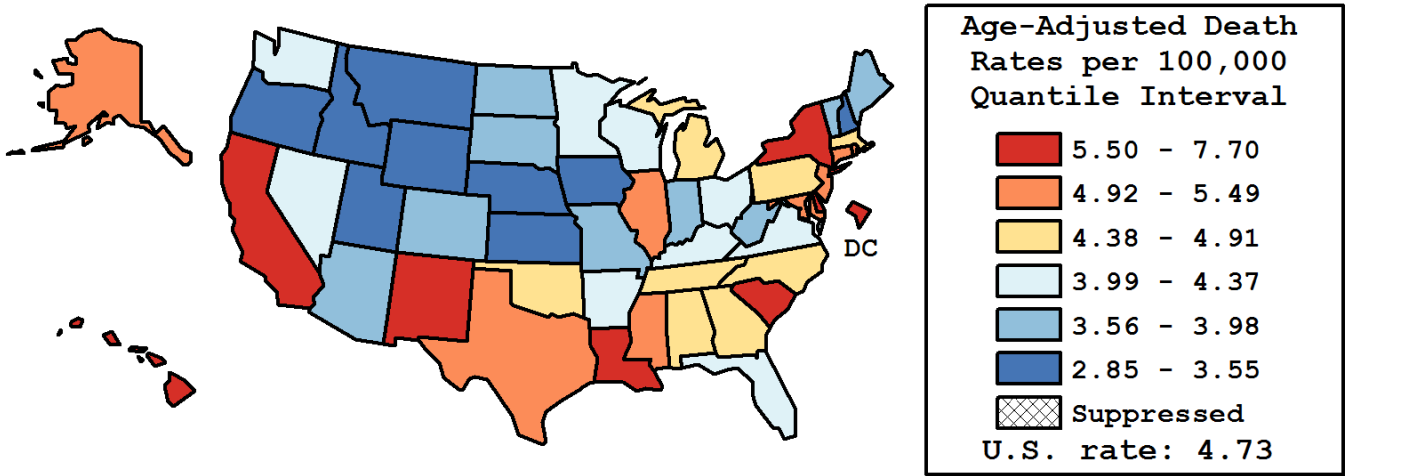 Age-Adjusted Death
Rates per 100,000
Quantile Interval
5.50 - 7.70
4.92 - 5.49
4.38 - 4.91
3.99 - 4.37
3.56 - 3.98
2.85 - 3.55
Suppressed
U.S. rate: 4.73
DC